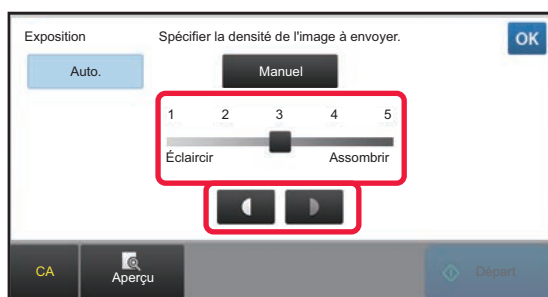 Exposition
Spécifier la densité de l'image à envoyer.
OK
Auto.
Manuel
1 2 3 4 5
Éclaircir
Assombrir
CA
Aperçu
Départ